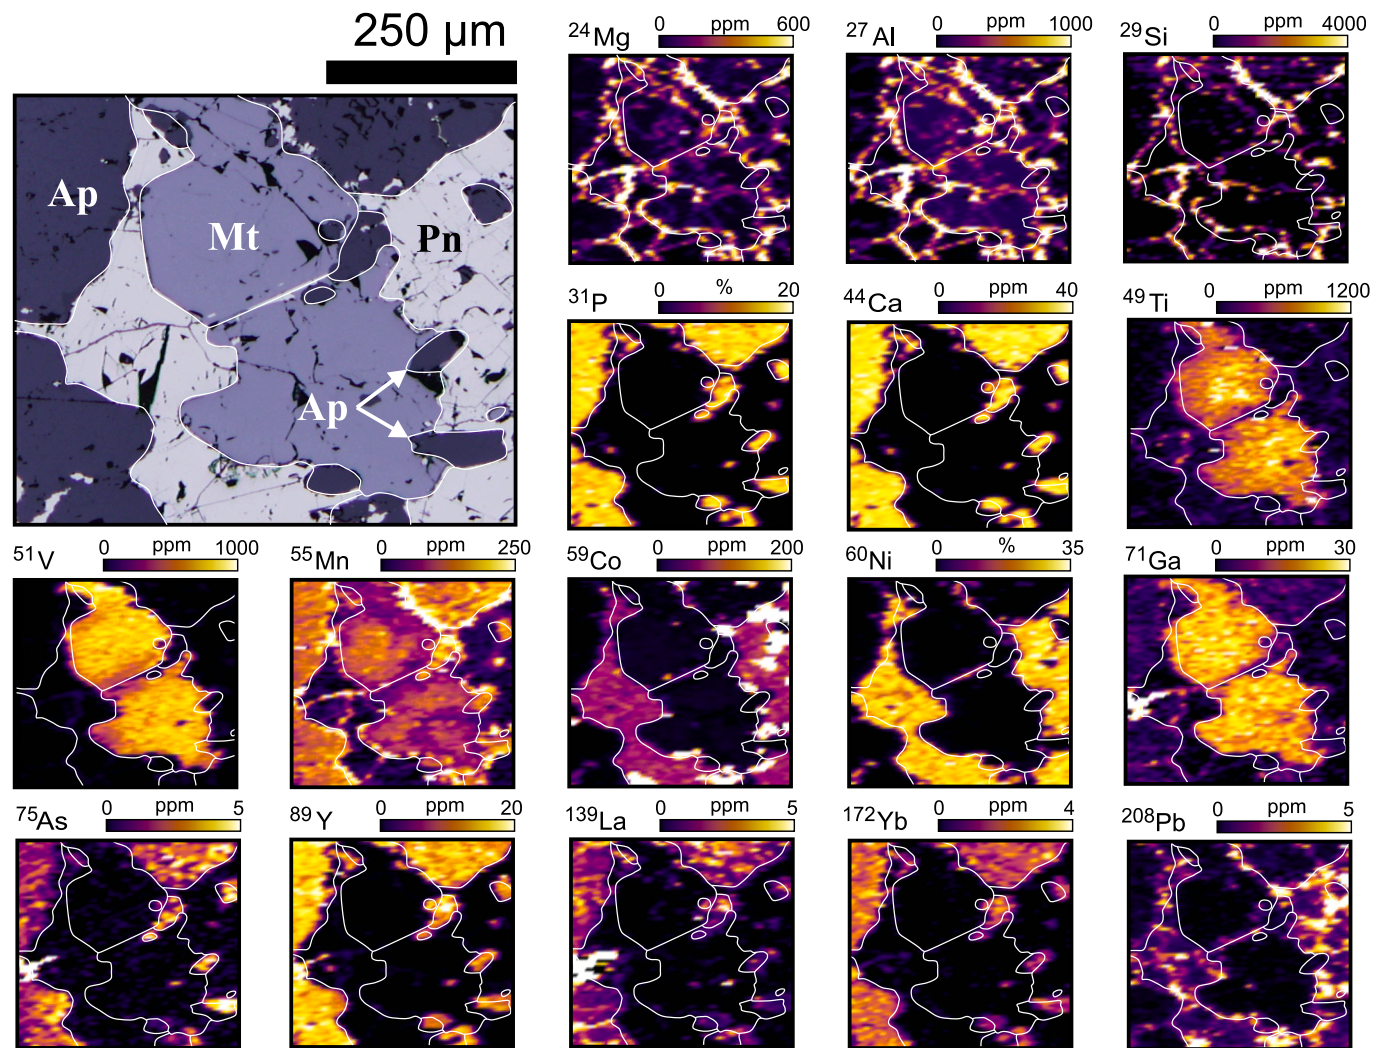 250 µm
Ap
Mt
Pn
Ap
24Mg
0 ppm 600
27Al
0 ppm 1000
29Si
0 ppm 4000
31P
0 % 20
44Ca
0 ppm 40
49Ti
0 ppm 1200
51V
0 ppm 1000
55Mn
0 ppm 250
59Co
0 ppm 200
60Ni
0 % 35
71Ga
0 ppm 30
75As
0 ppm 5
89Y
0 ppm 20
139La
0 ppm 5
172Yb
0 ppm 4
208Pb
0 ppm 5